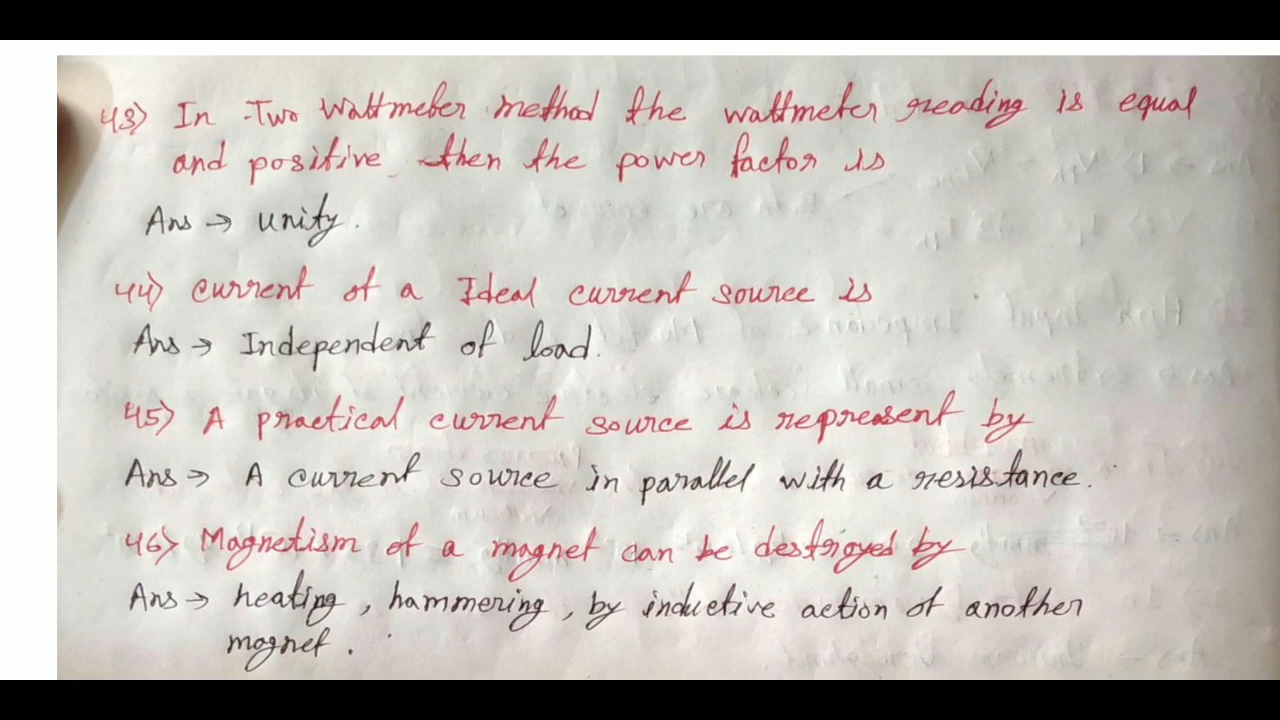 43) In Two Wattmeter method the wattmeter reading is equal
and positive then the power factor is
Ans → unity.
44) current of a Ideal current source is
Ans → Independent of load.
45) A practical current source is represent by
Ans → A current source in parallel with a resistance.
46) Magnetism of a magnet can be destroyed by
Ans → heating, hammering, by inductive action of another
magnet.